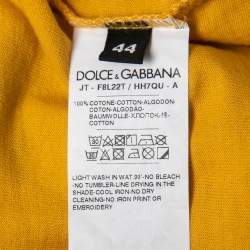 44
DOLCE & GABBANA
JT - F8L22T / HH7QU - A
100% COTONE-COTTON-ALGODON
COTON-ALGODÃO-
BAUMWOLLE-ХЛОПОК-棉-
COTTON
LIGHT WASH IN WAT.30°-NO BLEACH
-NO TUMBLER-LINE DRYING IN THE
SHADE-COOL IRON-NO DRY
CLEANING-NO IRON PRINT or
EMBROIDERY